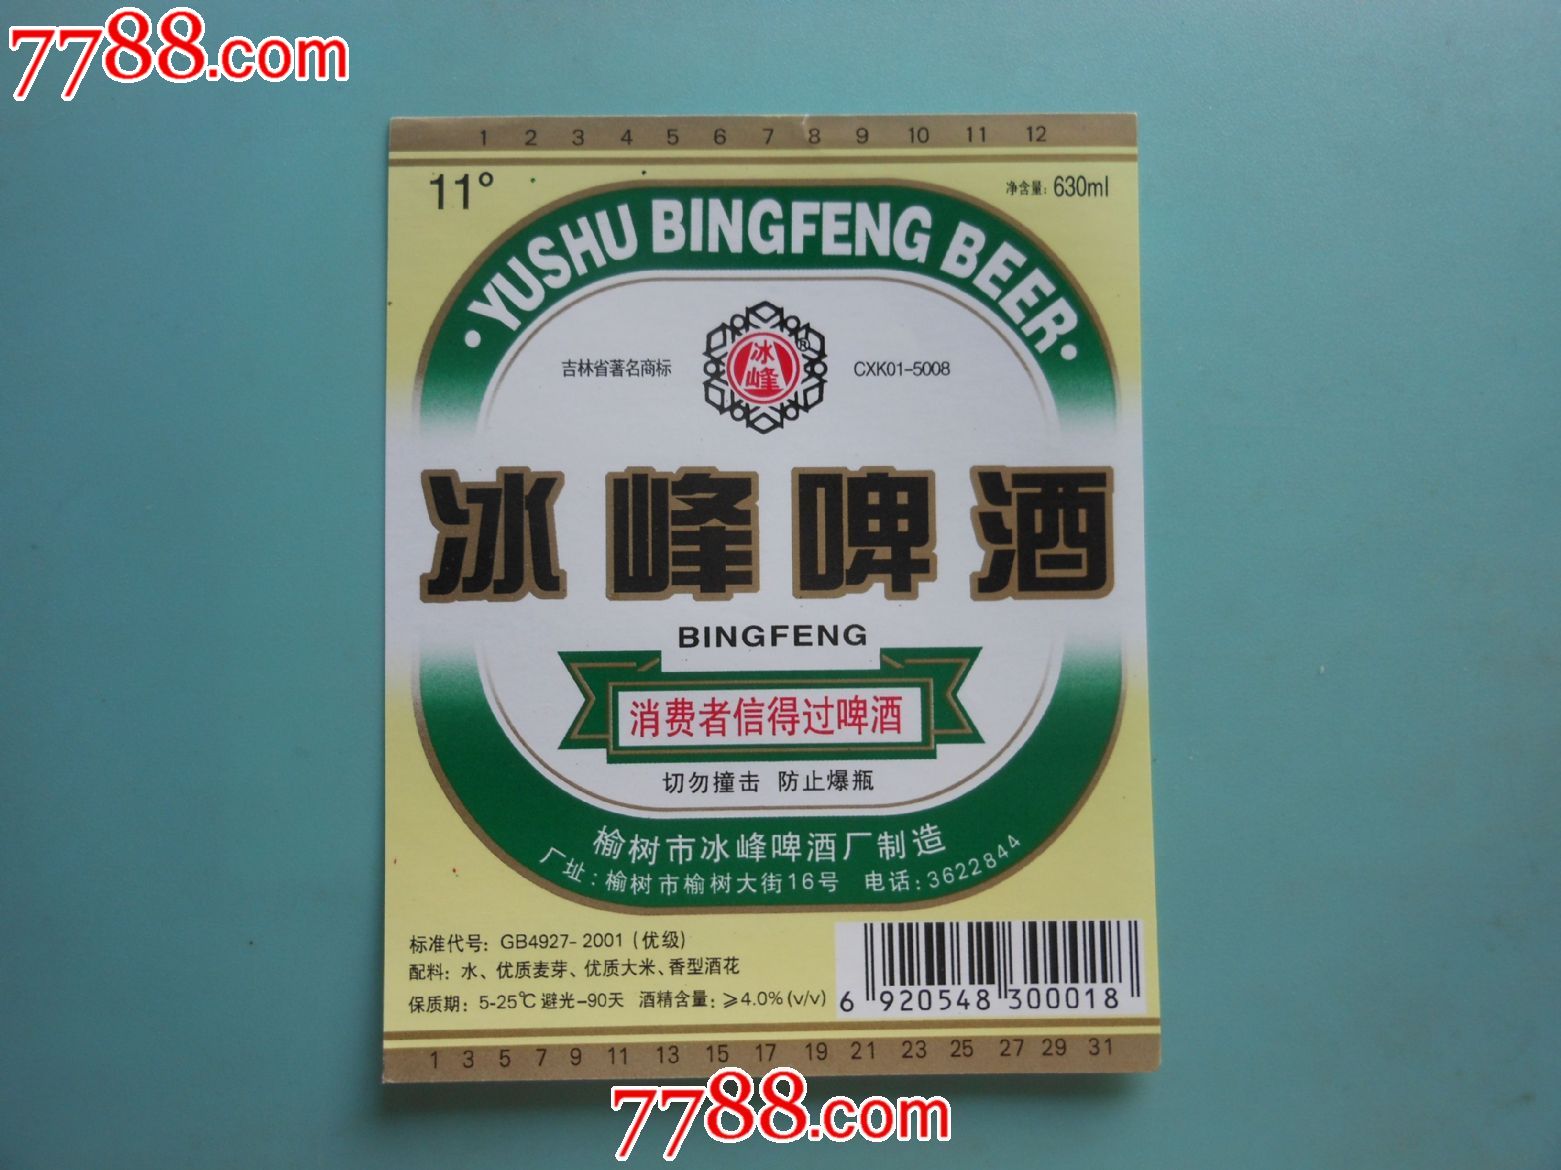 7788.com
1 2 3 4 5 6 7 8 9 10 11 12
11°
净含量: 630ml
·YUSHU BINGFENG BEER·
吉林省著名商标
冰峰®
CXK01-5008
冰峰啤酒
BINGFENG
消费者信得过啤酒
切勿撞击 防止爆瓶
榆树市冰峰啤酒厂制造
厂址:榆树市榆树大街16号 电话:3622844
标准代号: GB4927-2001(优级)
配料: 水、优质麦芽、优质大米、香型酒花
保质期: 5-25℃避光-90天 酒精含量: ≥4.0%(v/v)
6 920548 300018
1 3 5 7 9 11 13 15 17 19 21 23 25 27 29 31
7788.com